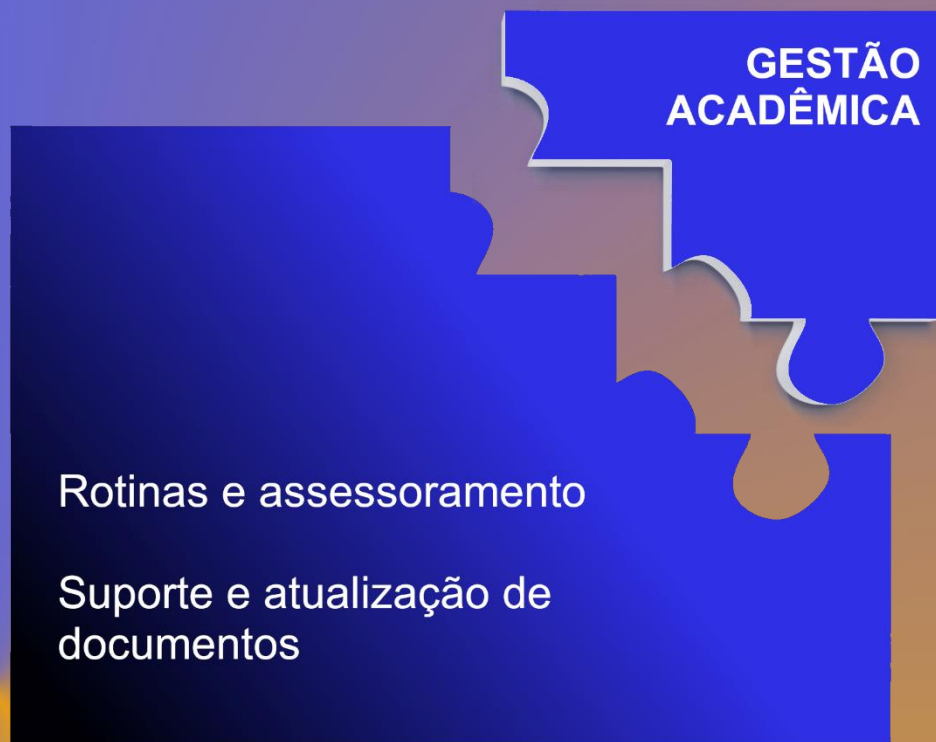 GESTÃO
ACADÊMICA
Rotinas e assessoramento
Suporte e atualização de
documentos